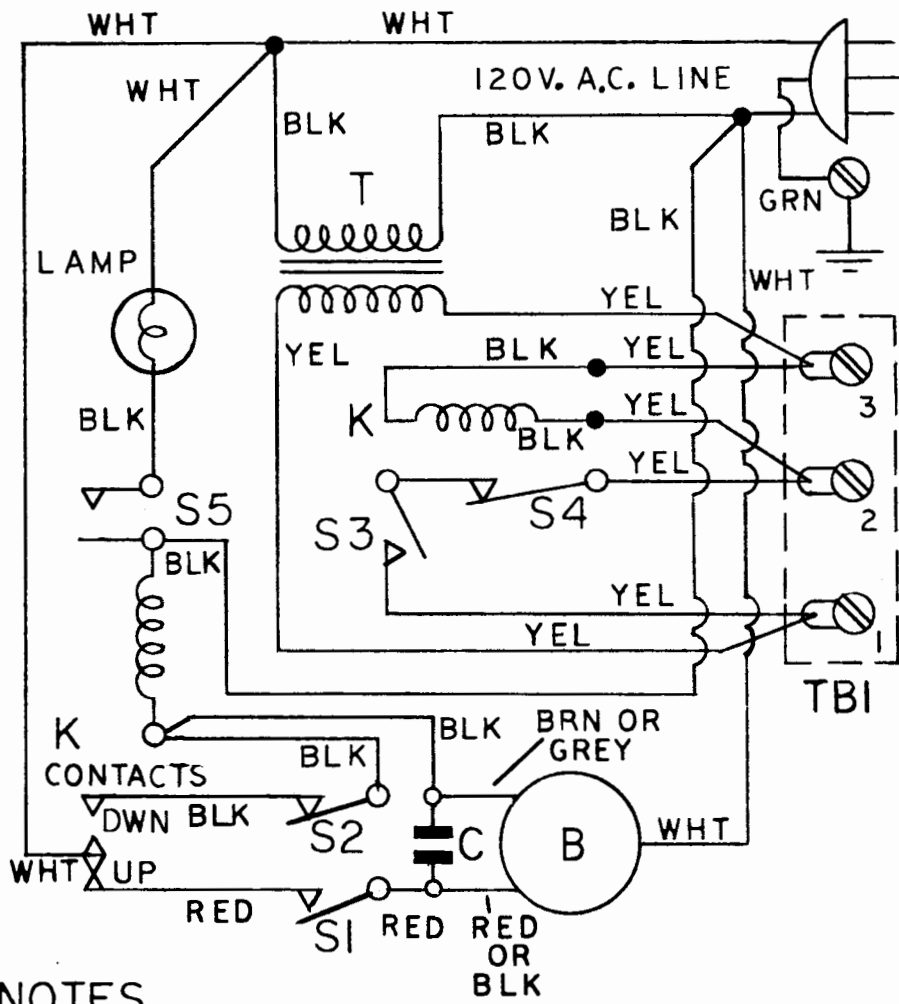 WHT
WHT
WHT
120V. A.C. LINE
BLK
BLK
T
GRN
BLK
LAMP
WHT
YEL
YEL
BLK
YEL
3
BLK
K
BLK
YEL
YEL
S5
S4
2
S3
BLK
YEL
YEL
1
TB1
K
CONTACTS
BLK
BLK
BRN OR
GREY
DWN
BLK
S2
C
B
WHT
WHT
UP
RED
S1
RED
RED
OR
BLK
NOTES